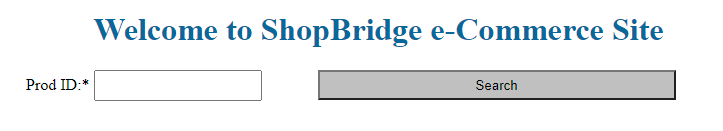 Welcome to ShopBridge e-Commerce Site
Prod ID:* Search